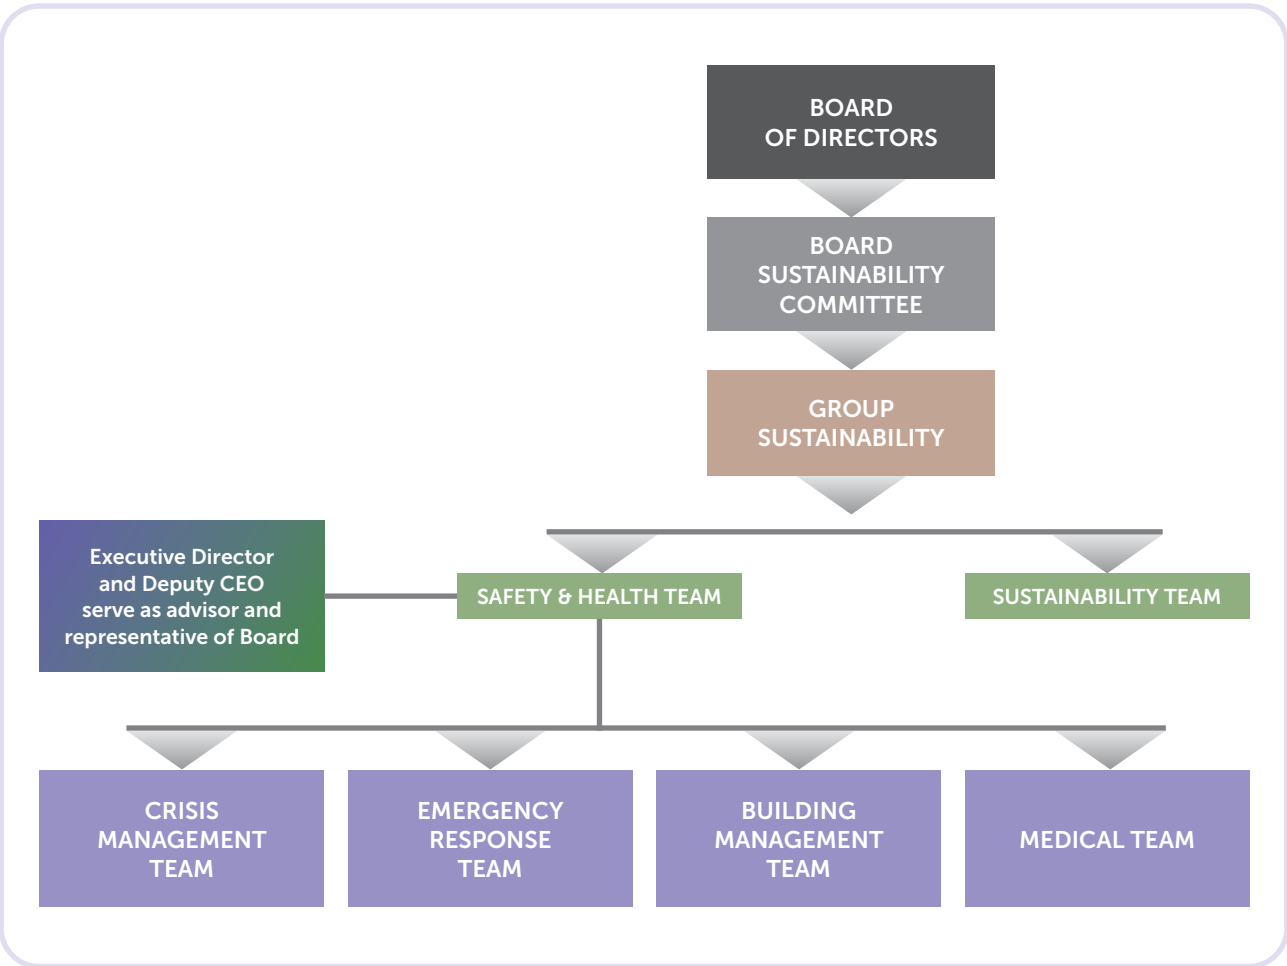 BOARD
OF DIRECTORS
BOARD
SUSTAINABILITY
COMMITTEE
GROUP
SUSTAINABILITY
Executive Director
and Deputy CEO
serve as advisor and
representative of Board
SAFETY & HEALTH TEAM
SUSTAINABILITY TEAM
CRISIS
MANAGEMENT
TEAM
EMERGENCY
RESPONSE
TEAM
BUILDING
MANAGEMENT
TEAM
MEDICAL TEAM